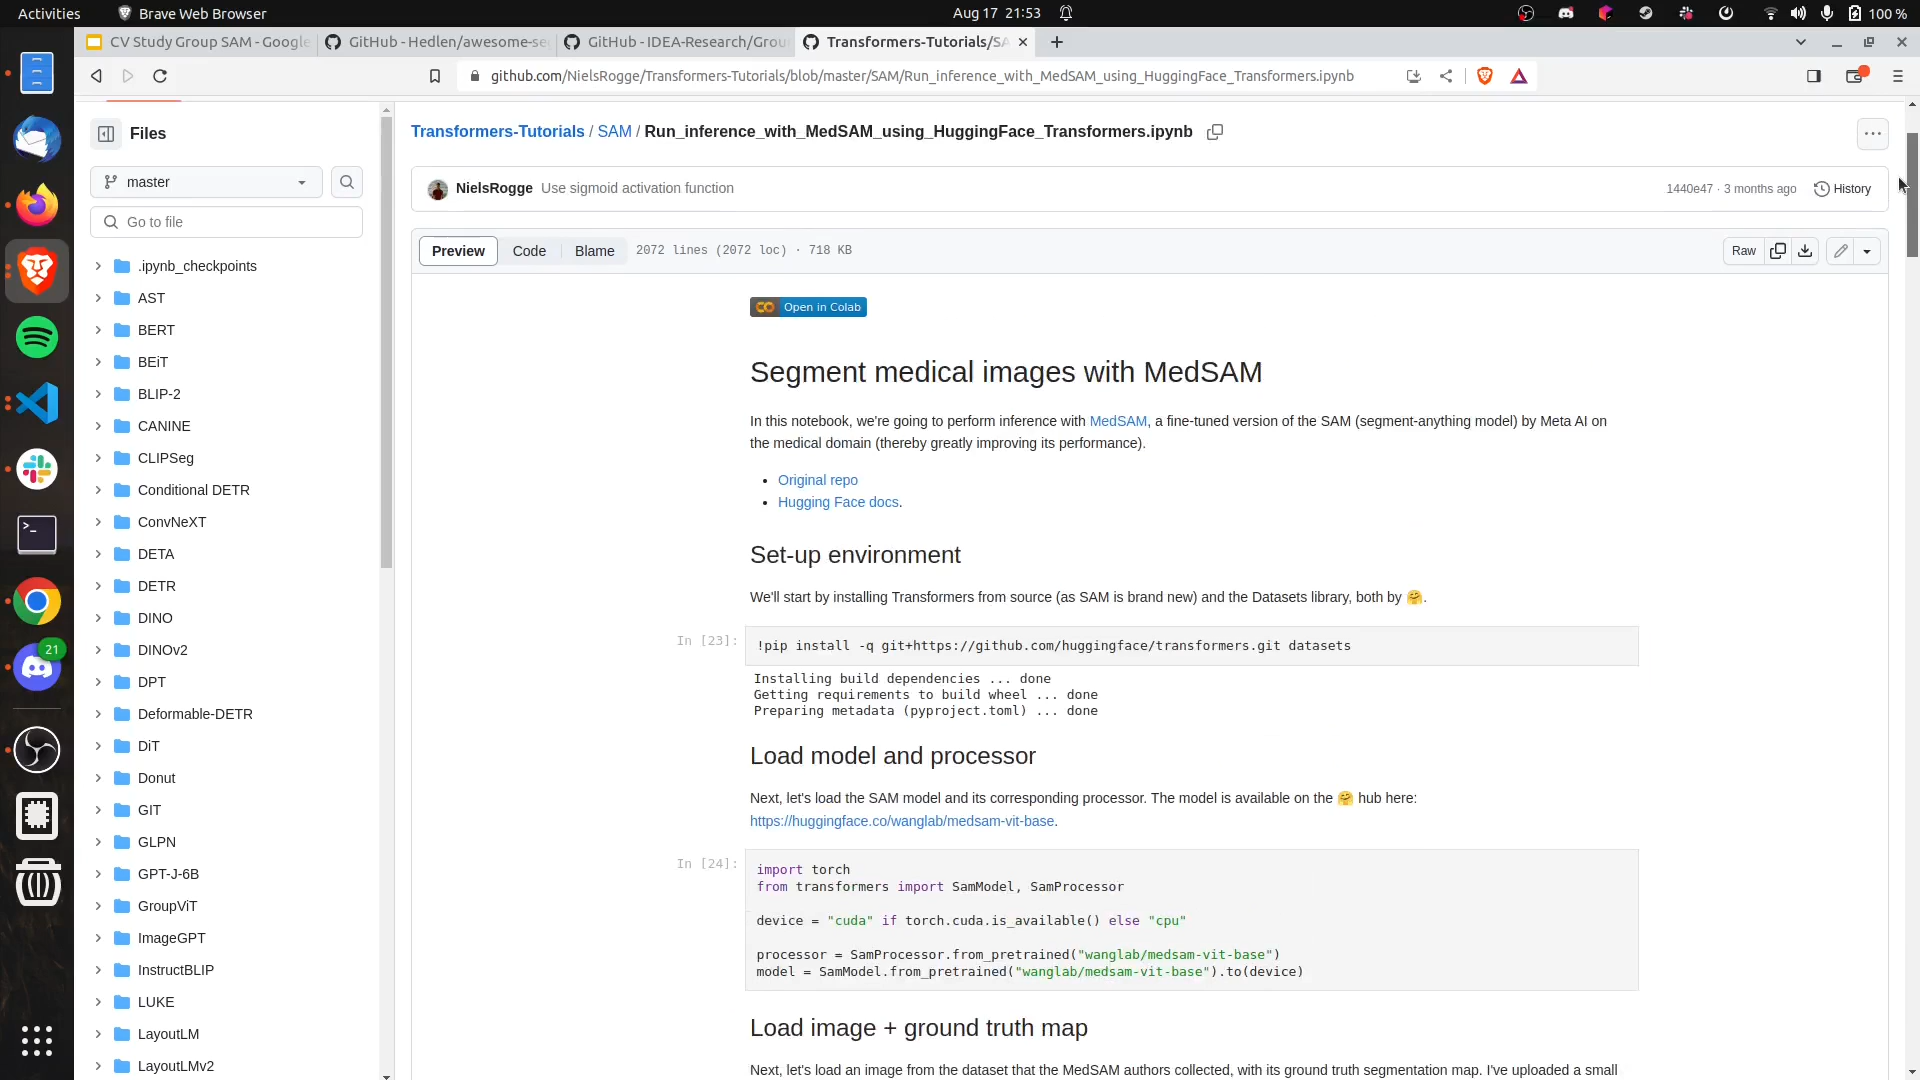 Activities
Brave Web Browser
Aug 17 21:53
100 %
CV Study Group SAM - Google
GitHub - Hedlen/awesome-se
GitHub - IDEA-Research/Grou
Transformers-Tutorials/SA
github.com/NielsRogge/Transformers-Tutorials/blob/master/SAM/Run_inference_with_MedSAM_using_HuggingFace_Transformers.ipynb
Files
master
Go to file
.ipynb_checkpoints
AST
BERT
BEiT
BLIP-2
CANINE
CLIPSeg
Conditional DETR
ConvNeXT
DETA
DETR
DINO
DINOv2
DPT
Deformable-DETR
DiT
Donut
GIT
GLPN
GPT-J-6B
GroupViT
ImageGPT
InstructBLIP
LUKE
LayoutLM
LayoutLMv2
21
Transformers-Tutorials / SAM / Run_inference_with_MedSAM_using_HuggingFace_Transformers.ipynb
NielsRogge Use sigmoid activation function
1440e47 · 3 months ago
History
Preview
Code
Blame
2072 lines (2072 loc) · 718 KB
Raw
Open in Colab
Segment medical images with MedSAM
In this notebook, we're going to perform inference with MedSAM, a fine-tuned version of the SAM (segment-anything model) by Meta AI on
the medical domain (thereby greatly improving its performance).
• Original repo
• Hugging Face docs.
Set-up environment
We'll start by installing Transformers from source (as SAM is brand new) and the Datasets library, both by 🤗.
In [23]:
!pip install -q git+https://github.com/huggingface/transformers.git datasets
Installing build dependencies ... done
Getting requirements to build wheel ... done
Preparing metadata (pyproject.toml) ... done
Load model and processor
Next, let's load the SAM model and its corresponding processor. The model is available on the 🤗 hub here:
https://huggingface.co/wanglab/medsam-vit-base.
In [24]:
import torch
from transformers import SamModel, SamProcessor
device = "cuda" if torch.cuda.is_available() else "cpu"
processor = SamProcessor.from_pretrained("wanglab/medsam-vit-base")
model = SamModel.from_pretrained("wanglab/medsam-vit-base").to(device)
Load image + ground truth map
Next, let's load an image from the dataset that the MedSAM authors collected, with its ground truth segmentation map. I've uploaded a small